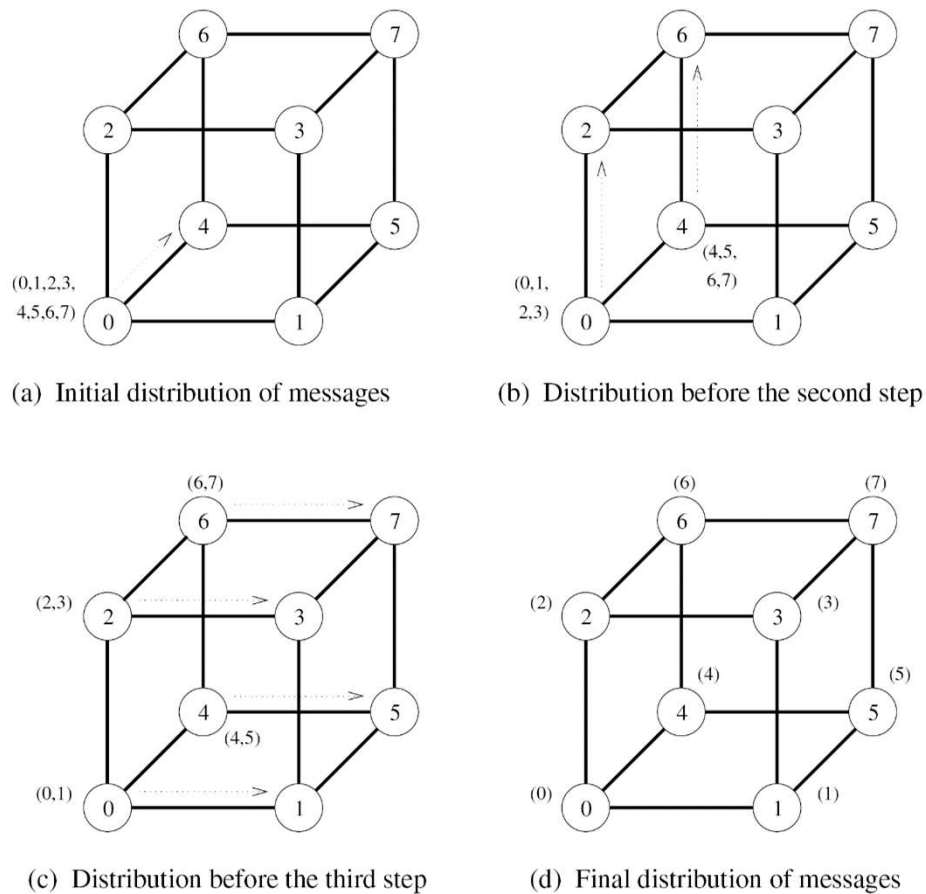 6 7
2 3
4 5
(0,1,2,3,
4,5,6,7) 0 1
(a) Initial distribution of messages
6 7
2 3
4 5
(4,5,
6,7)
(0,1,
2,3) 0 1
(b) Distribution before the second step
(6,7)
6 7
(2,3) 2 3
4 5
(4,5)
(0,1) 0 1
(c) Distribution before the third step
(6) (7)
6 7
(2) 2 3 (3)
(4) (5)
4 5
(0) 0 1 (1)
(d) Final distribution of messages